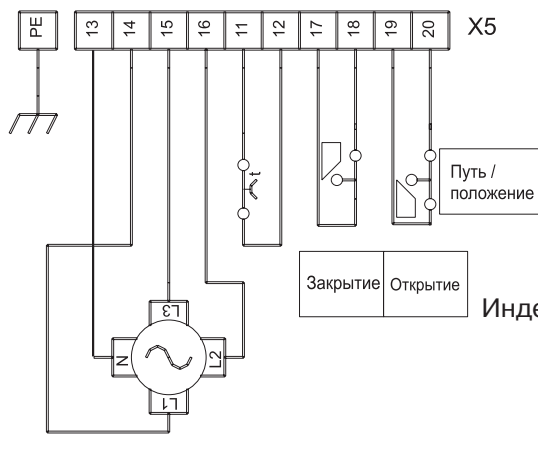 PE 13 14 15 16 11 12 17 18 19 20 X5
t
Путь /
положение
Закрытие Открытие
Инде
L3
N L2
L1